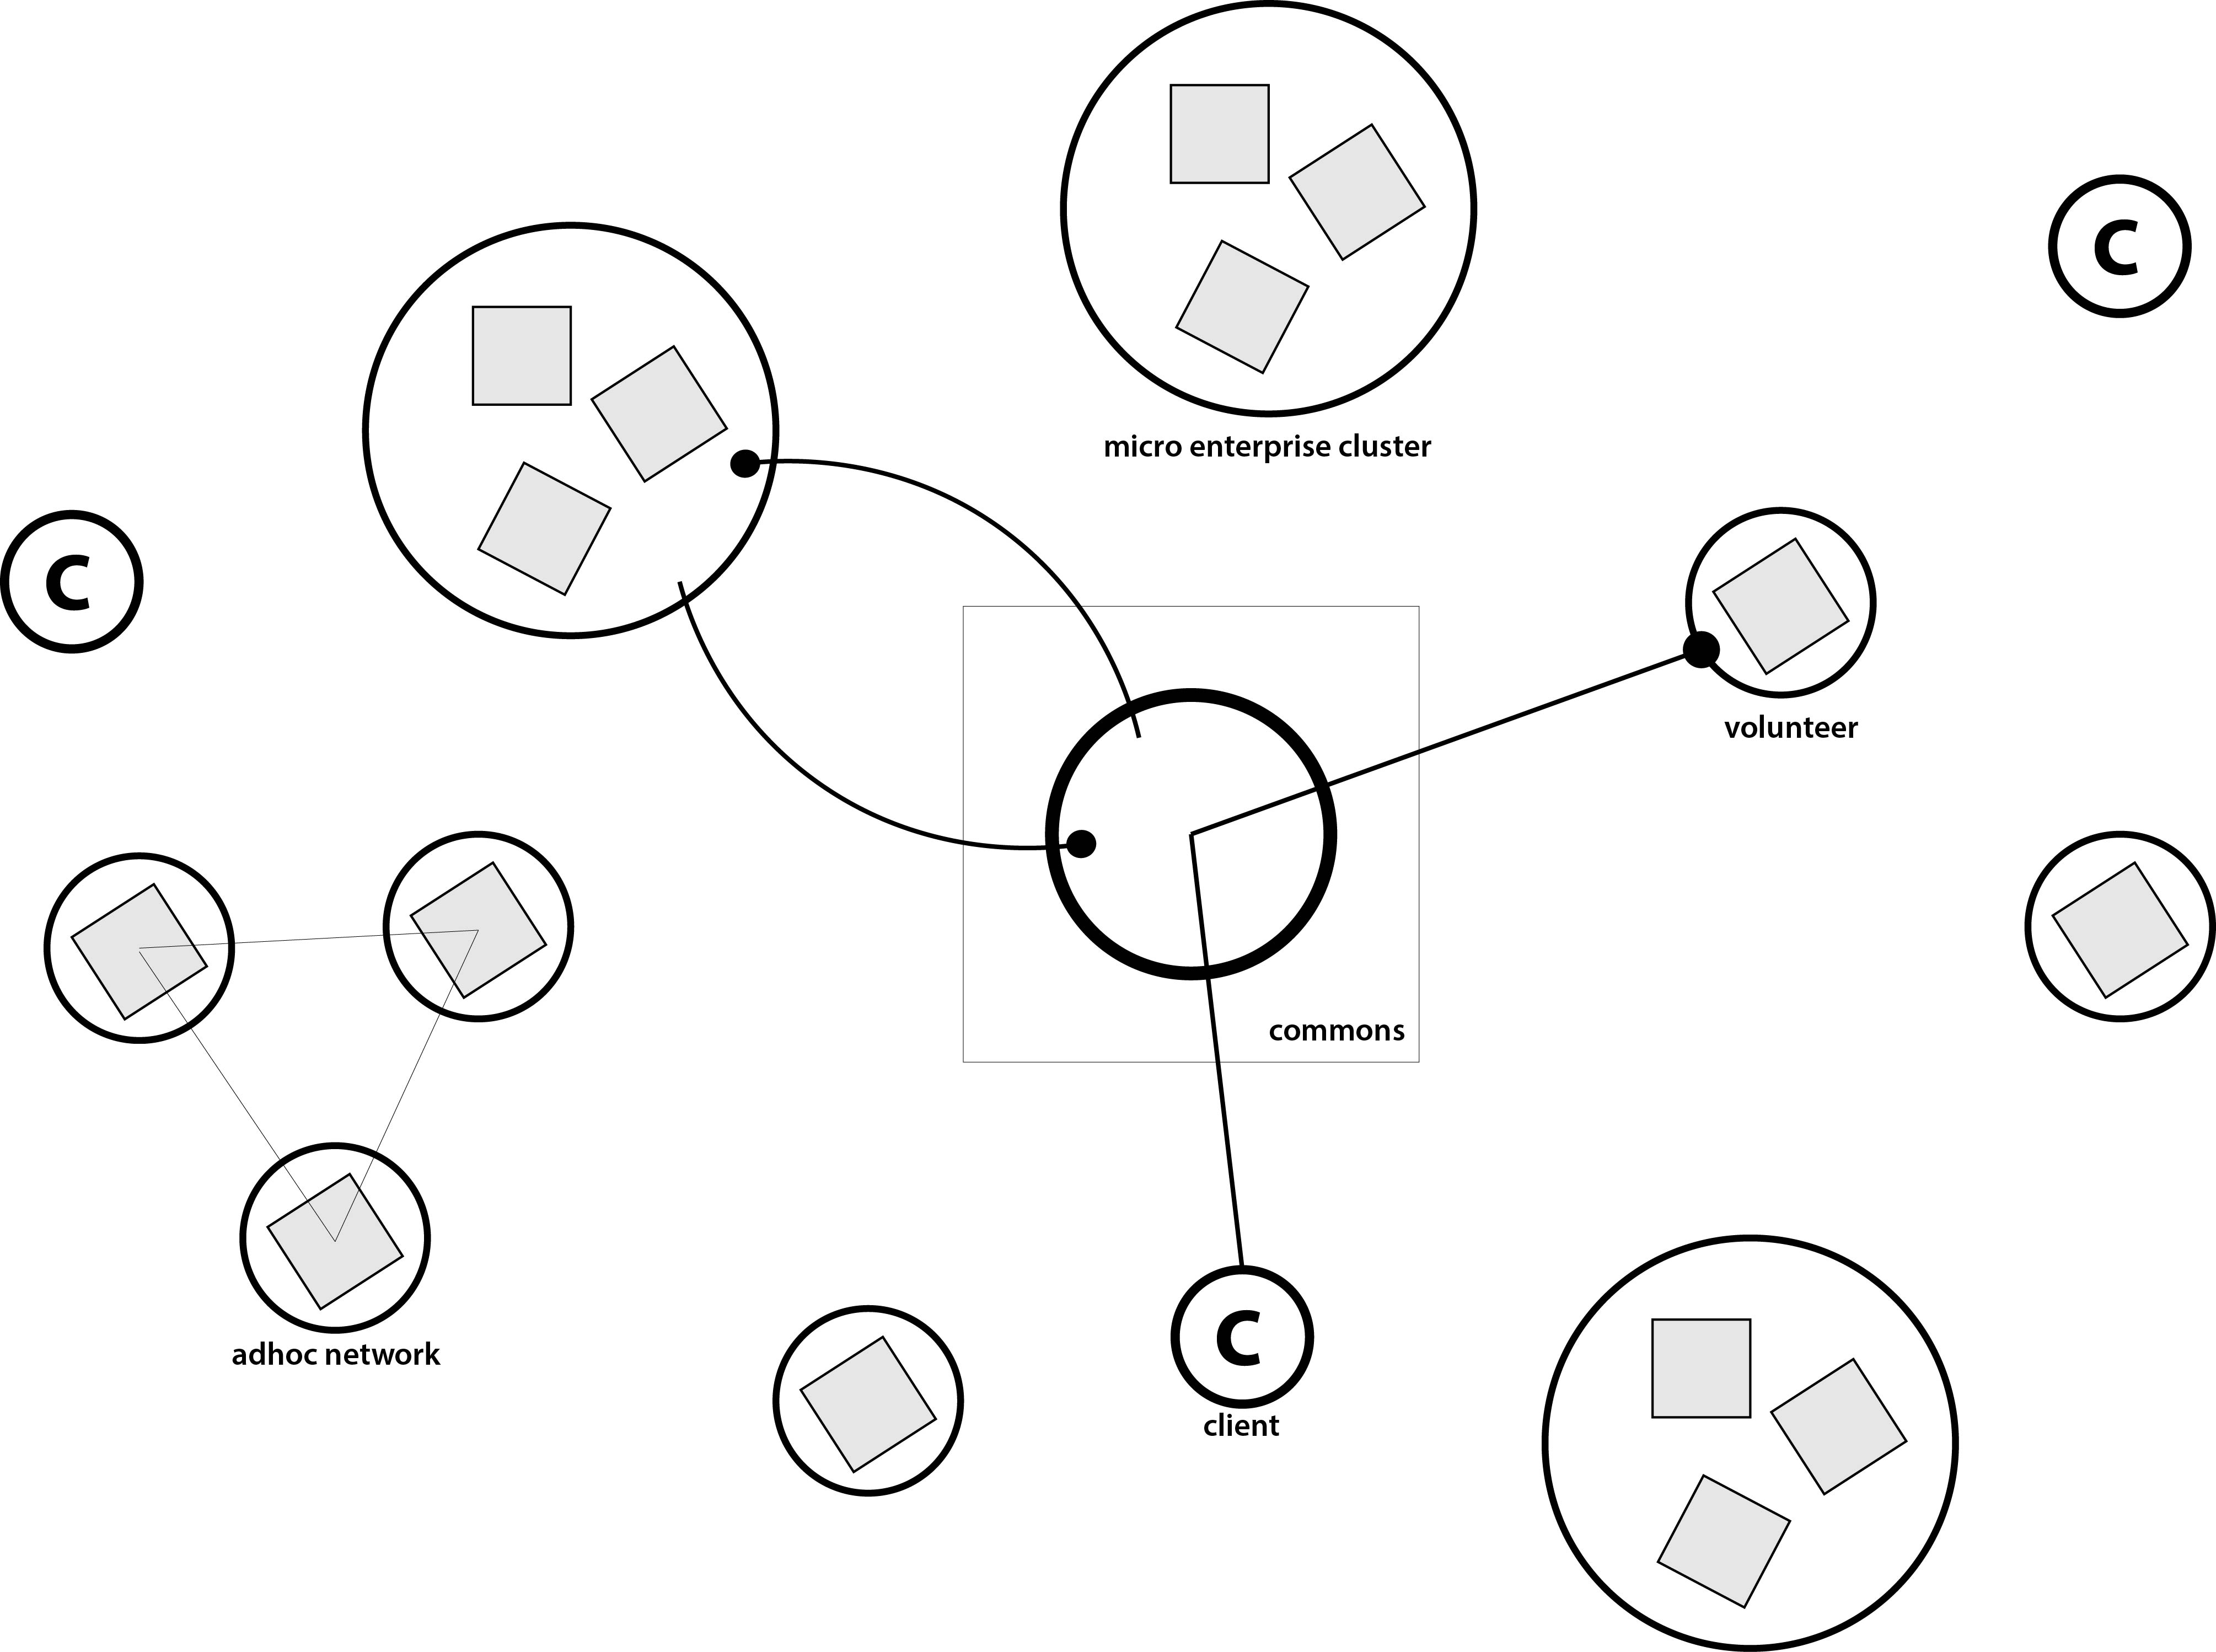 micro enterprise cluster
C
C
volunteer
commons
adhoc network
C
client